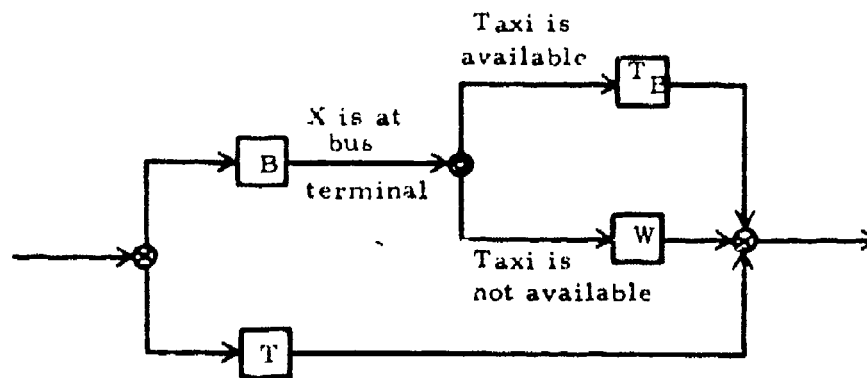 Taxi is
available
T B
X is at
bus
B
terminal
W
Taxi is
not available
T